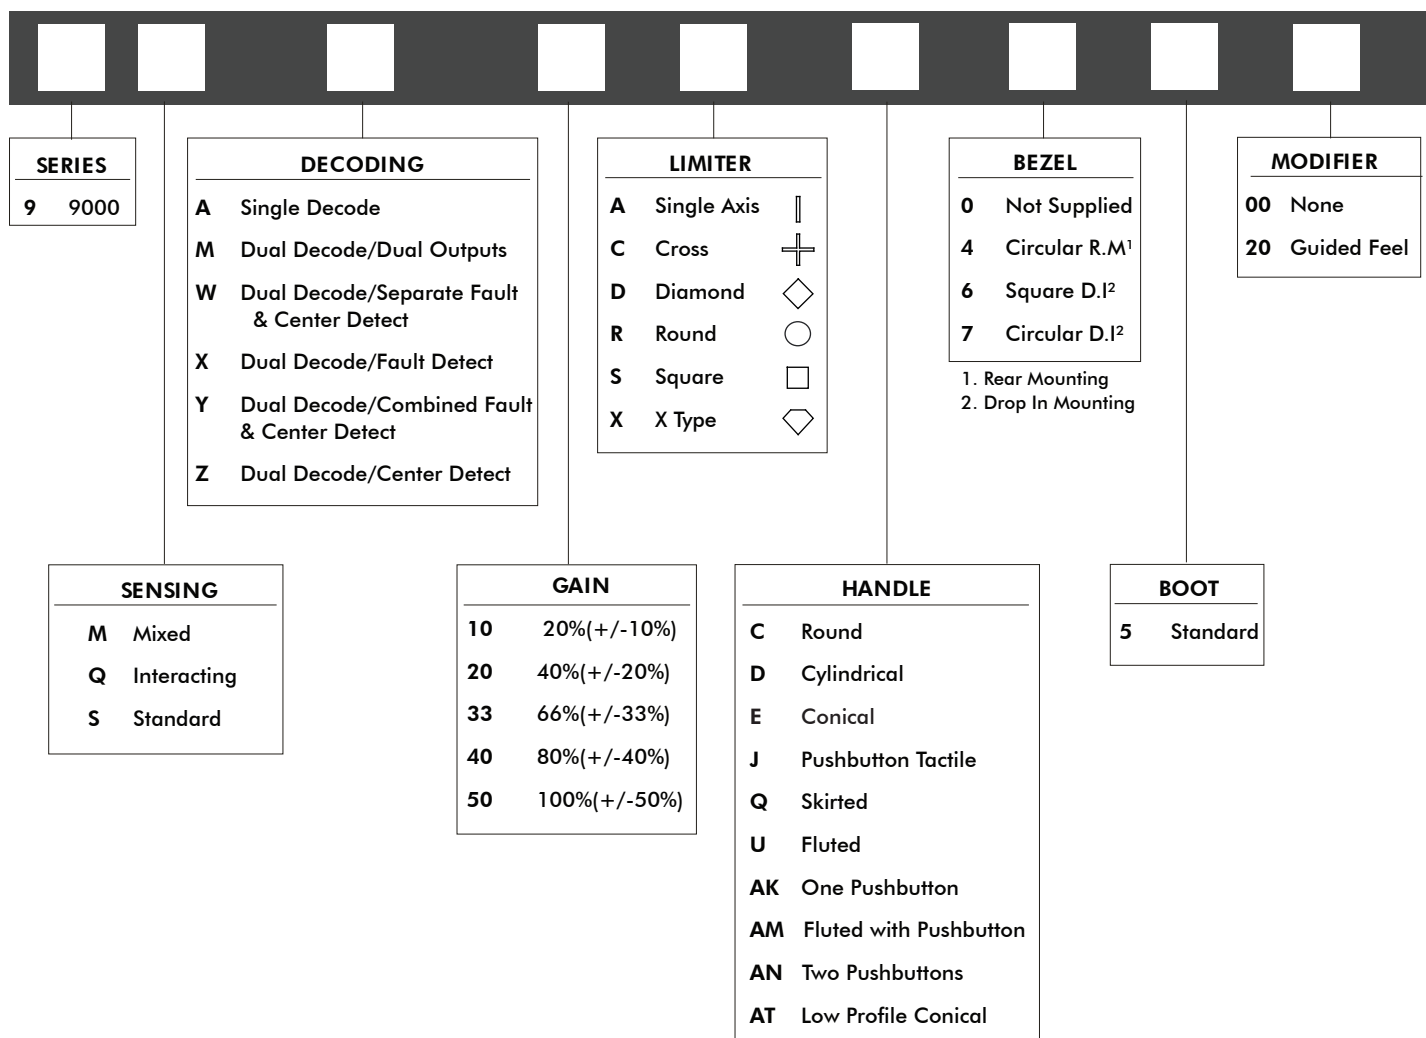 SERIES
9 9000
DECODING
A Single Decode
M Dual Decode/Dual Outputs
W Dual Decode/Separate Fault
& Center Detect
X Dual Decode/Fault Detect
Y Dual Decode/Combined Fault
& Center Detect
Z Dual Decode/Center Detect
LIMITER
A Single Axis
C Cross
D Diamond
R Round
S Square
X X Type
BEZEL
0 Not Supplied
4 Circular R.M¹
6 Square D.I²
7 Circular D.I²
1. Rear Mounting
2. Drop In Mounting
MODIFIER
00 None
20 Guided Feel
SENSING
M Mixed
Q Interacting
S Standard
GAIN
10 20%(+/-10%)
20 40%(+/-20%)
33 66%(+/-33%)
40 80%(+/-40%)
50 100%(+/-50%)
HANDLE
C Round
D Cylindrical
E Conical
J Pushbutton Tactile
Q Skirted
U Fluted
AK One Pushbutton
AM Fluted with Pushbutton
AN Two Pushbuttons
AT Low Profile Conical
BOOT
5 Standard